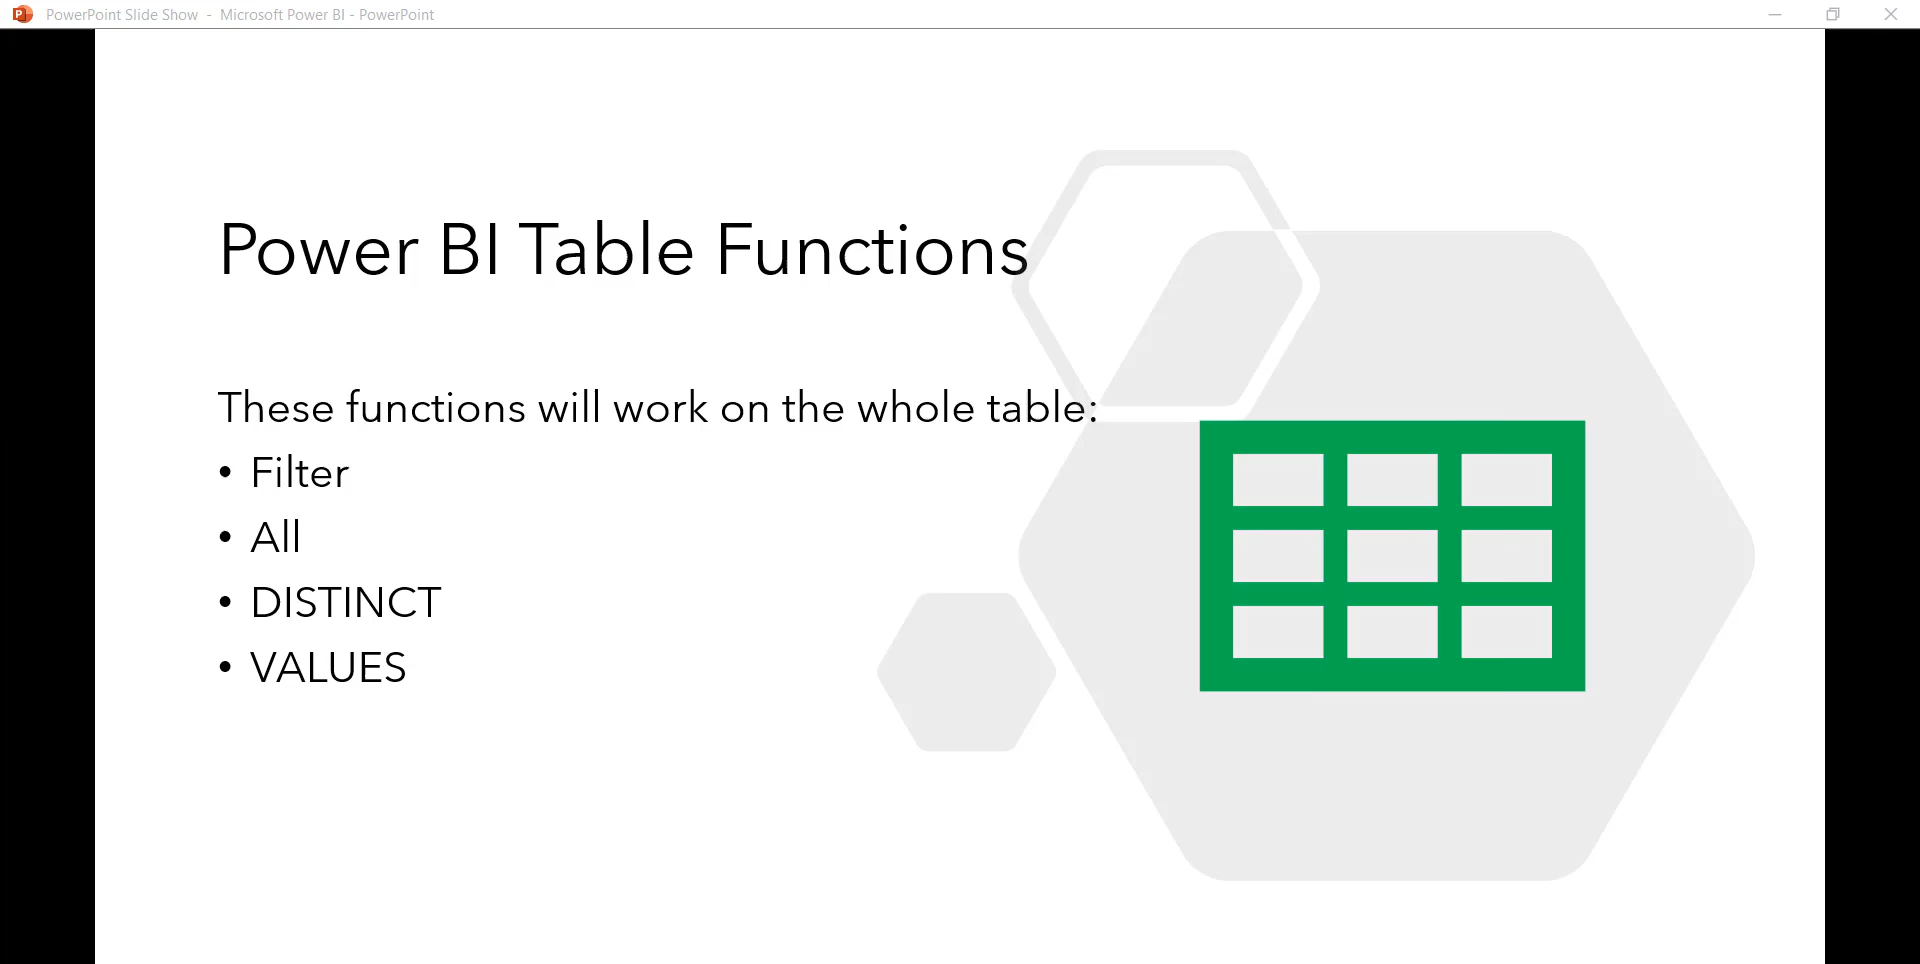 PowerPoint Slide Show - Microsoft Power BI - PowerPoint
Power BI Table Functions
These functions will work on the whole table:
• Filter
• All
• DISTINCT
• VALUES